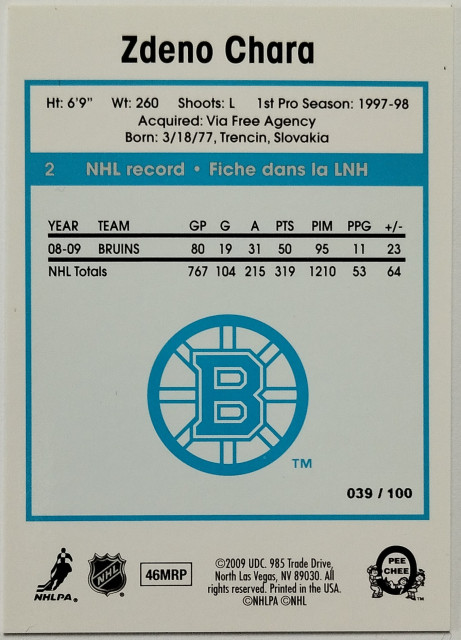 Zdeno Chara
Ht: 6'9" Wt: 260 Shoots: L 1st Pro Season: 1997-98
Acquired: Via Free Agency
Born: 3/18/77, Trencin, Slovakia
2 NHL record • Fiche dans la LNH
YEAR TEAM GP G A PTS PIM PPG +/-
08-09 BRUINS 80 19 31 50 95 11 23
NHL Totals 767 104 215 319 1210 53 64
B
TM
039 / 100
NHLPA.
NHL
46MRP
©2009 UDC. 985 Trade Drive,
North Las Vegas, NV 89030. All
rights reserved. Printed in the USA.
©NHLPA ©NHL
O
PEE
CHEE
TM